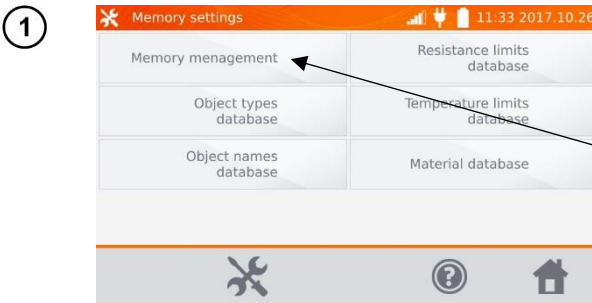 1
Memory settings
11:33 2017.10.26
Memory menagement
Resistance limits
database
Object types
database
Temperature limits
database
Object names
database
Material database
?